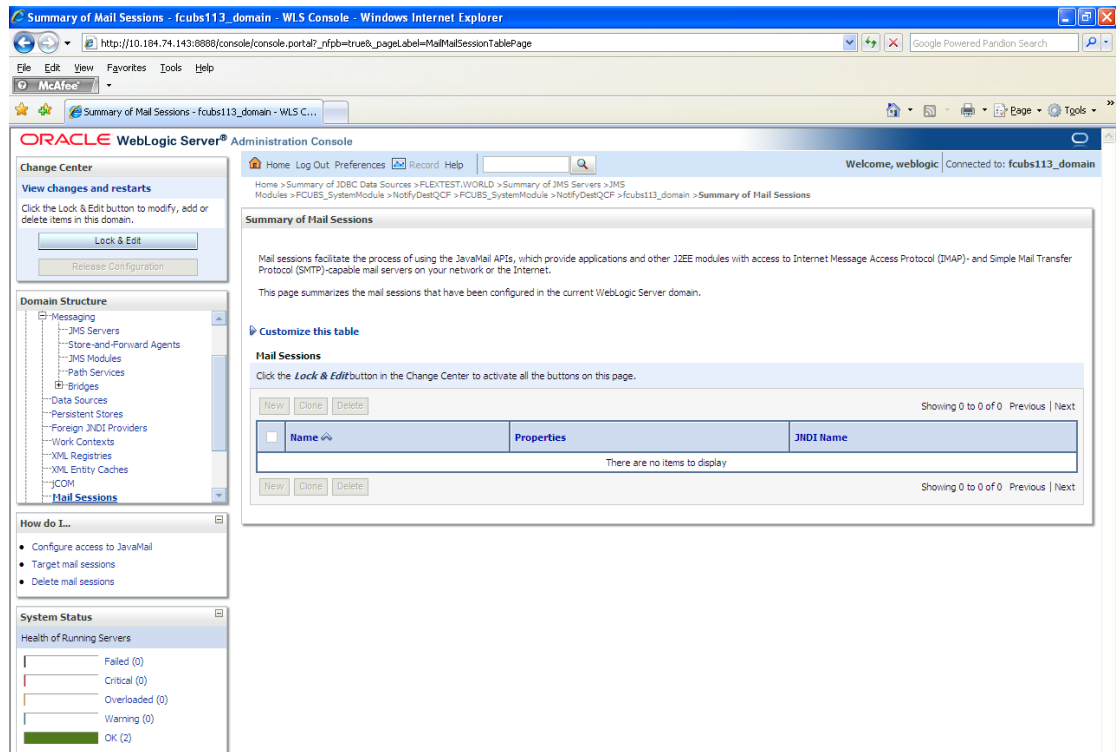 Summary of Mail Sessions - fcubs113_domain - WLS Console - Windows Internet Explorer
http://10.184.74.143:8888/console/console.portal?_nfpb=true&_pageLabel=MailMailSessionTablePage
Google Powered Pandion Search
File Edit View Favorites Tools Help
McAfee
Summary of Mail Sessions - fcubs113_domain - WLS C...
Page Tools
ORACLE WebLogic Server® Administration Console
Change Center
View changes and restarts
Click the Lock & Edit button to modify, add or
delete items in this domain.
Lock & Edit
Release Configuration
Domain Structure
Messaging
JMS Servers
Store-and-Forward Agents
JMS Modules
Path Services
Bridges
Data Sources
Persistent Stores
Foreign JNDI Providers
Work Contexts
XML Registries
XML Entity Caches
jCOM
Mail Sessions
How do I...
Configure access to JavaMail
Target mail sessions
Delete mail sessions
System Status
Health of Running Servers
Failed (0)
Critical (0)
Overloaded (0)
Warning (0)
OK (2)
Home Log Out Preferences Record Help
Welcome, weblogic Connected to: fcubs113_domain
Home >Summary of JDBC Data Sources >FLEXTEST.WORLD >Summary of JMS Servers >JMS
Modules >FCUBS_SystemModule >NotifyDestQCF >FCUBS_SystemModule >NotifyDestQCF >fcubs113_domain >Summary of Mail Sessions
Summary of Mail Sessions
Mail sessions facilitate the process of using the JavaMail APIs, which provide applications and other J2EE modules with access to Internet Message Access Protocol (IMAP)- and Simple Mail Transfer
Protocol (SMTP)-capable mail servers on your network or the Internet.
This page summarizes the mail sessions that have been configured in the current WebLogic Server domain.
Customize this table
Mail Sessions
Click the Lock & Edit button in the Change Center to activate all the buttons on this page.
New Clone Delete Showing 0 to 0 of 0 Previous | Next
Name Properties JNDI Name
There are no items to display
New Clone Delete Showing 0 to 0 of 0 Previous | Next